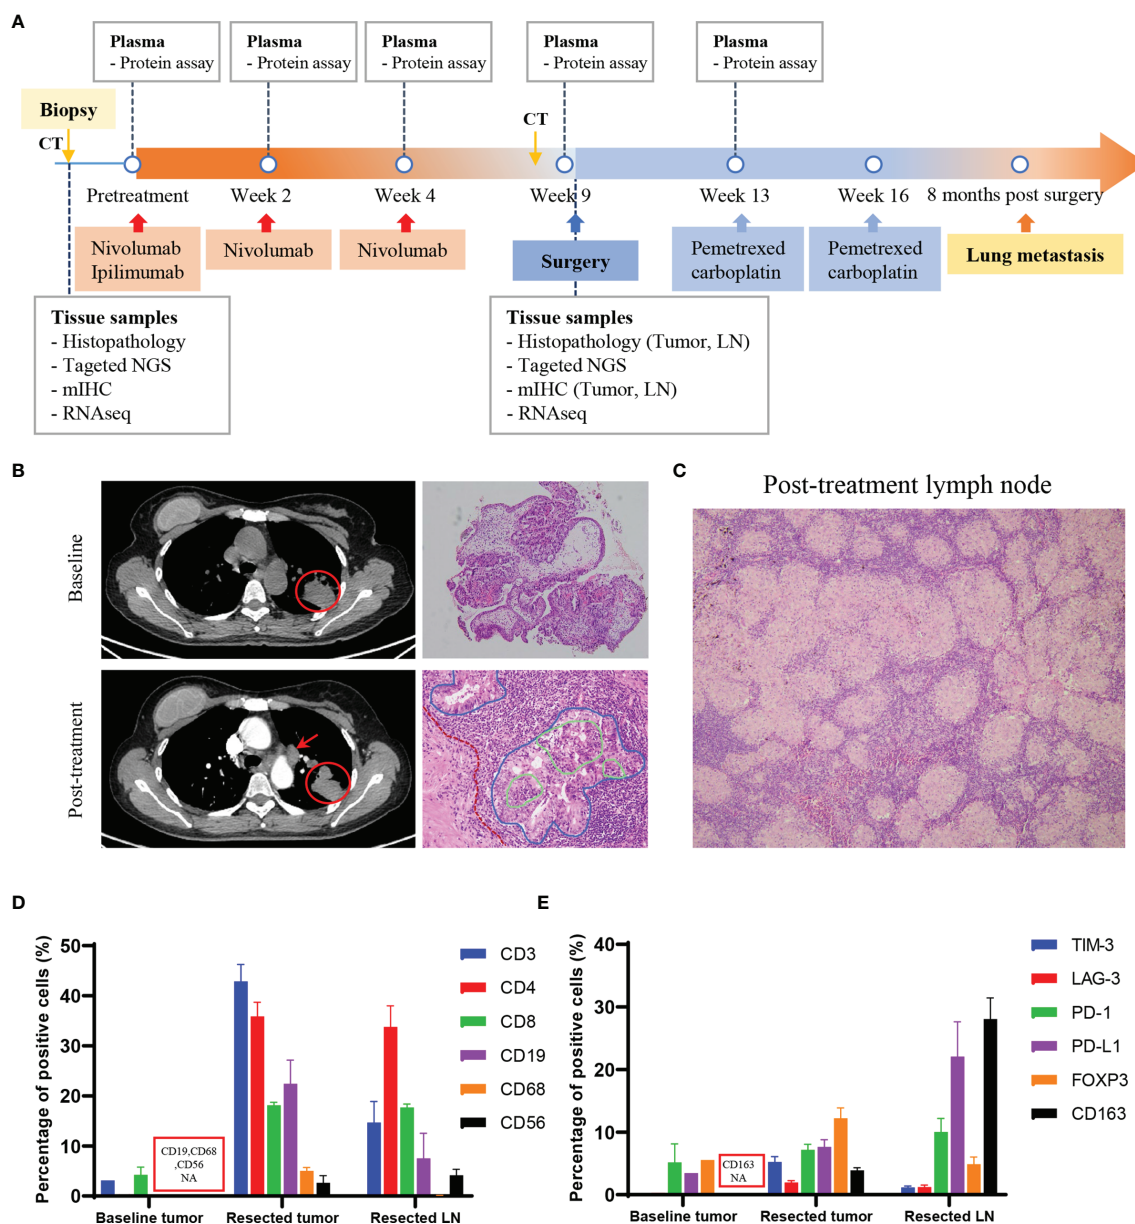 A
Plasma
- Protein assay
Plasma
- Protein assay
Plasma
- Protein assay
Plasma
- Protein assay
Plasma
- Protein assay
Biopsy
CT
CT
Pretreatment
Week 2
Week 4
Week 9
Week 13
Week 16
8 months post surgery
Nivolumab
Ipilimumab
Nivolumab
Nivolumab
Surgery
Pemetrexed
carboplatin
Pemetrexed
carboplatin
Lung metastasis
Tissue samples
- Histopathology
- Tageted NGS
- mIHC
- RNAseq
Tissue samples
- Histopathology (Tumor, LN)
- Tageted NGS
- mIHC (Tumor, LN)
- RNAseq
B
Baseline
Post-treatment
C
Post-treatment lymph node
D
Percentage of positive cells (%)
50
40
30
20
10
0
CD19,CD68
,CD56
NA
Baseline tumor
Resected tumor
Resected LN
CD3
CD4
CD8
CD19
CD68
CD56
E
Percentage of positive cells (%)
40
30
20
10
0
CD163
NA
Baseline tumor
Resected tumor
Resected LN
TIM-3
LAG-3
PD-1
PD-L1
FOXP3
CD163